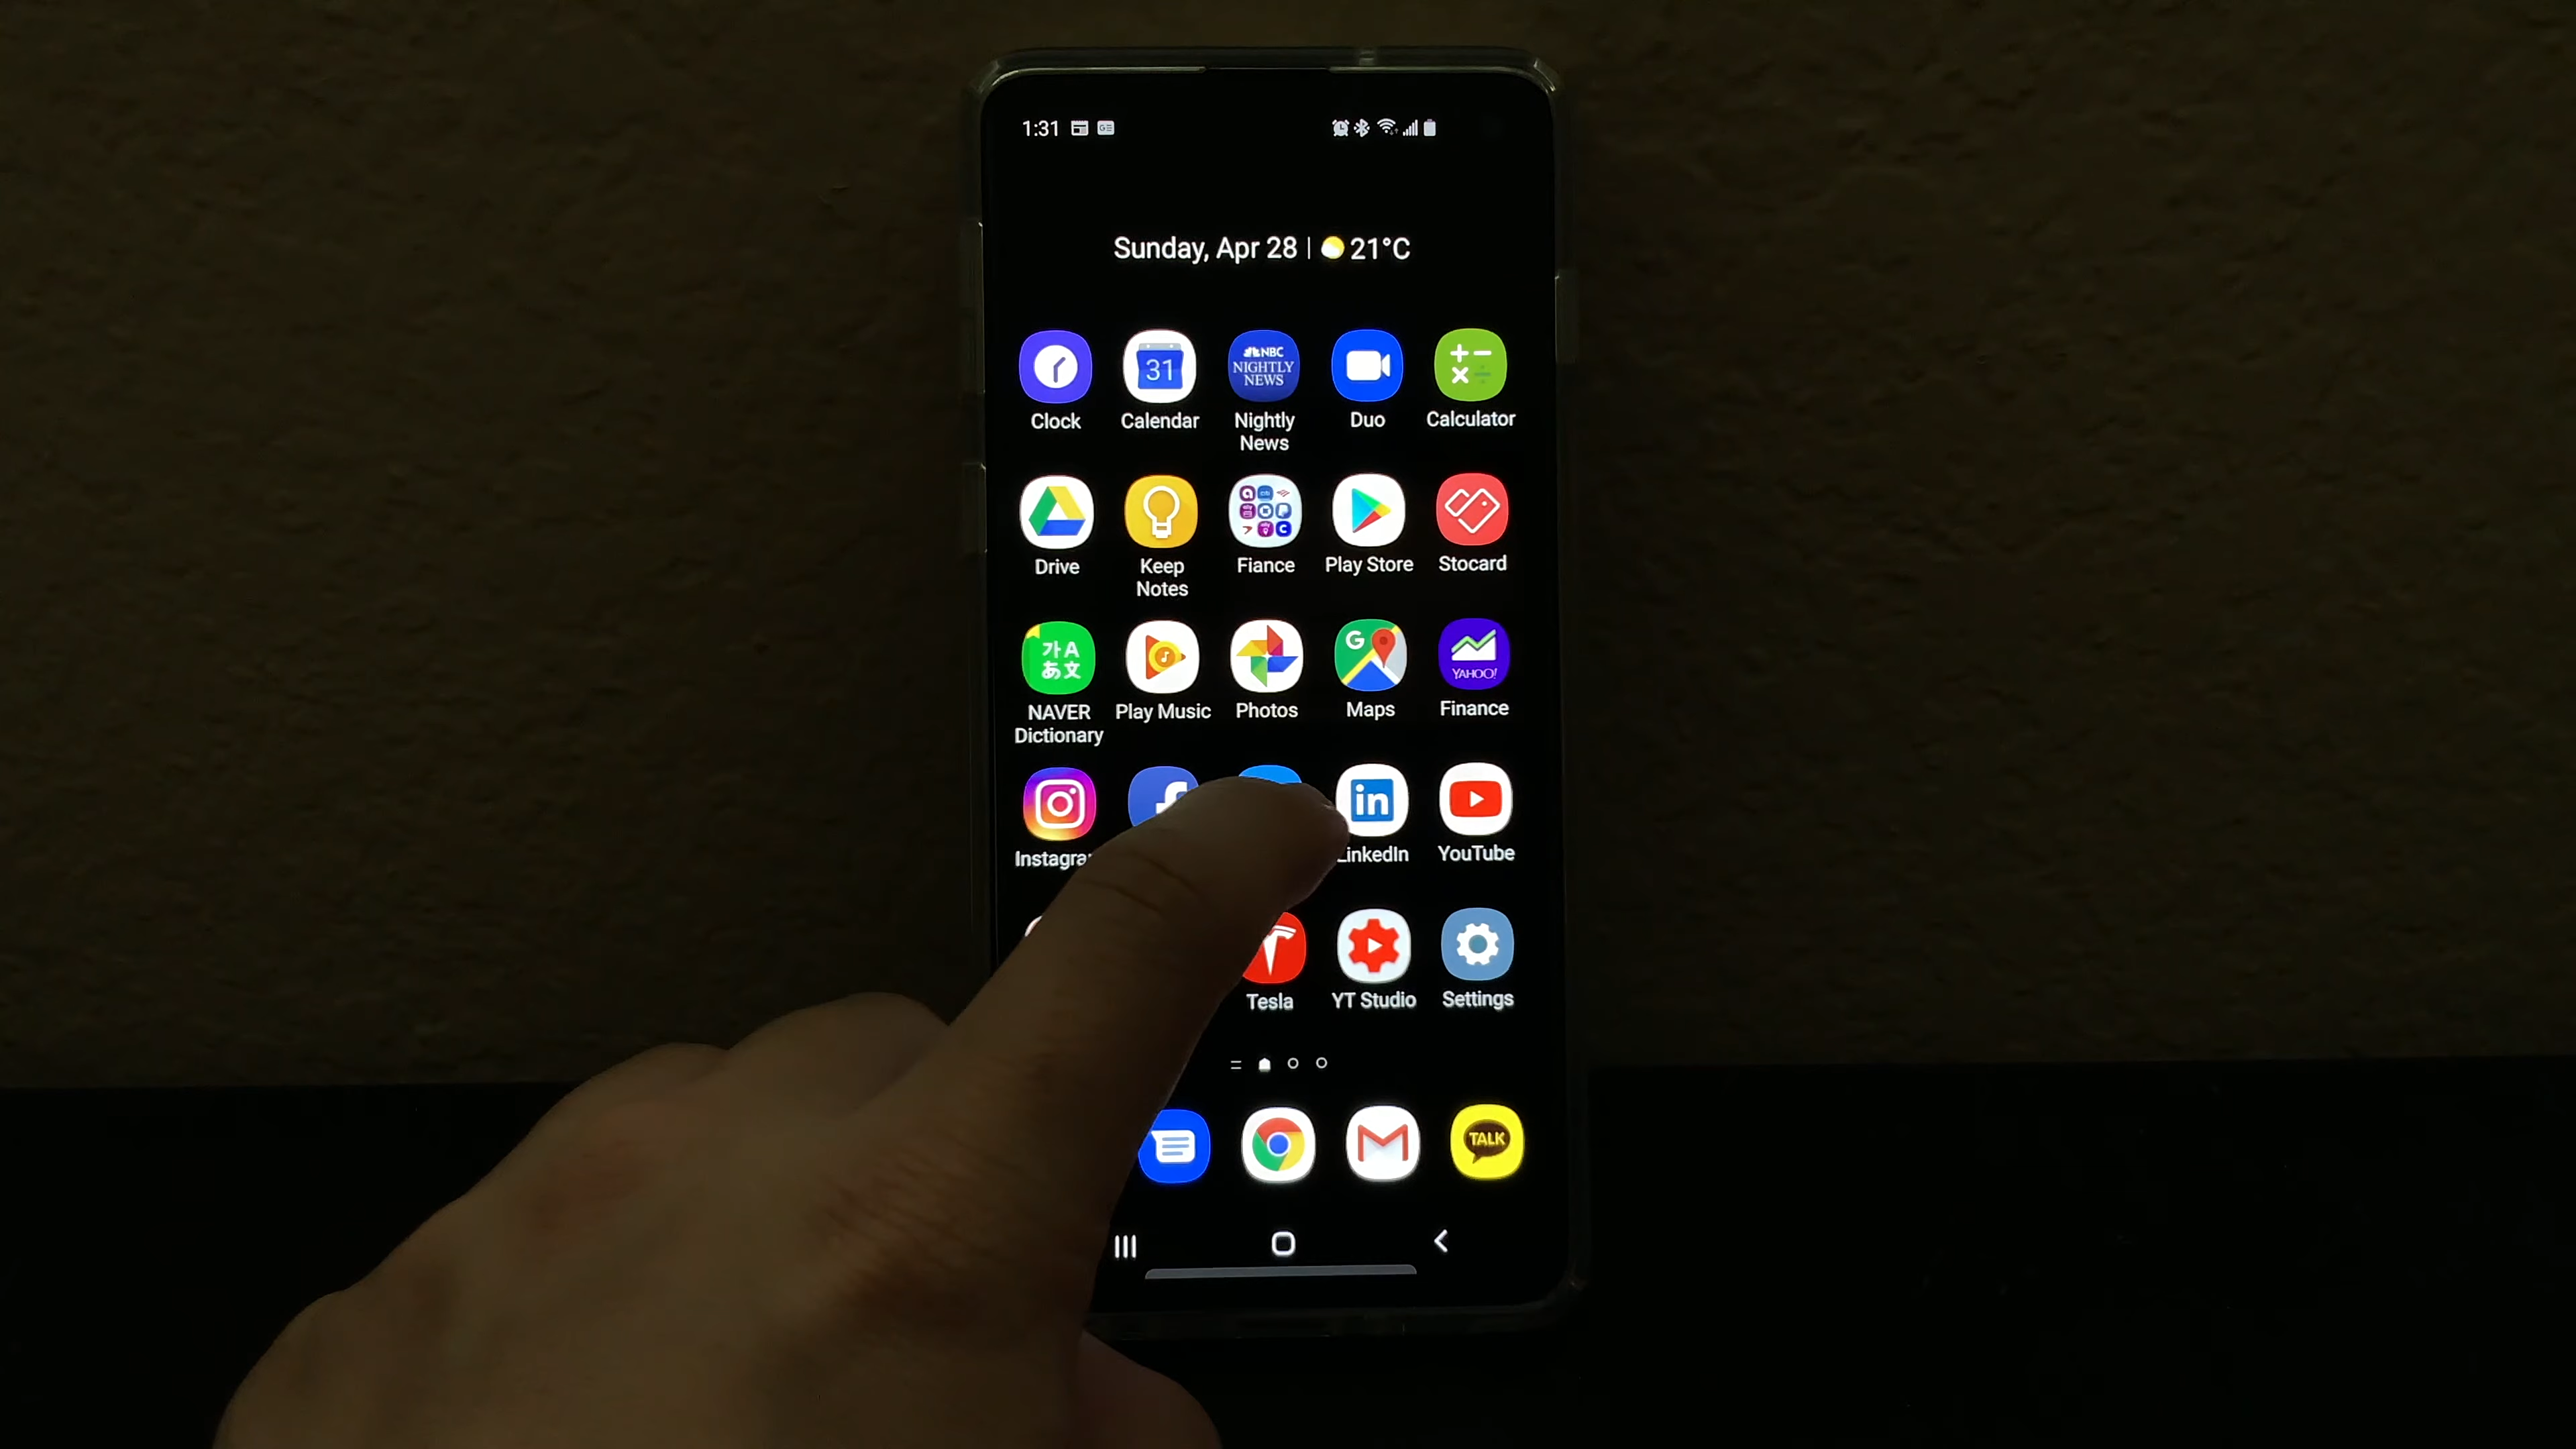 1:31
Sunday, Apr 28 | 21°C
31
NBC
NIGHTLY
NEWS
Clock Calendar Nightly News Duo Calculator
Drive Keep Notes Fiance Play Store Stocard
가A
あ文
G
YAHOO!
NAVER Dictionary Play Music Photos Maps Finance
f
in
LinkedIn YouTube
Tesla YT Studio Settings
TALK